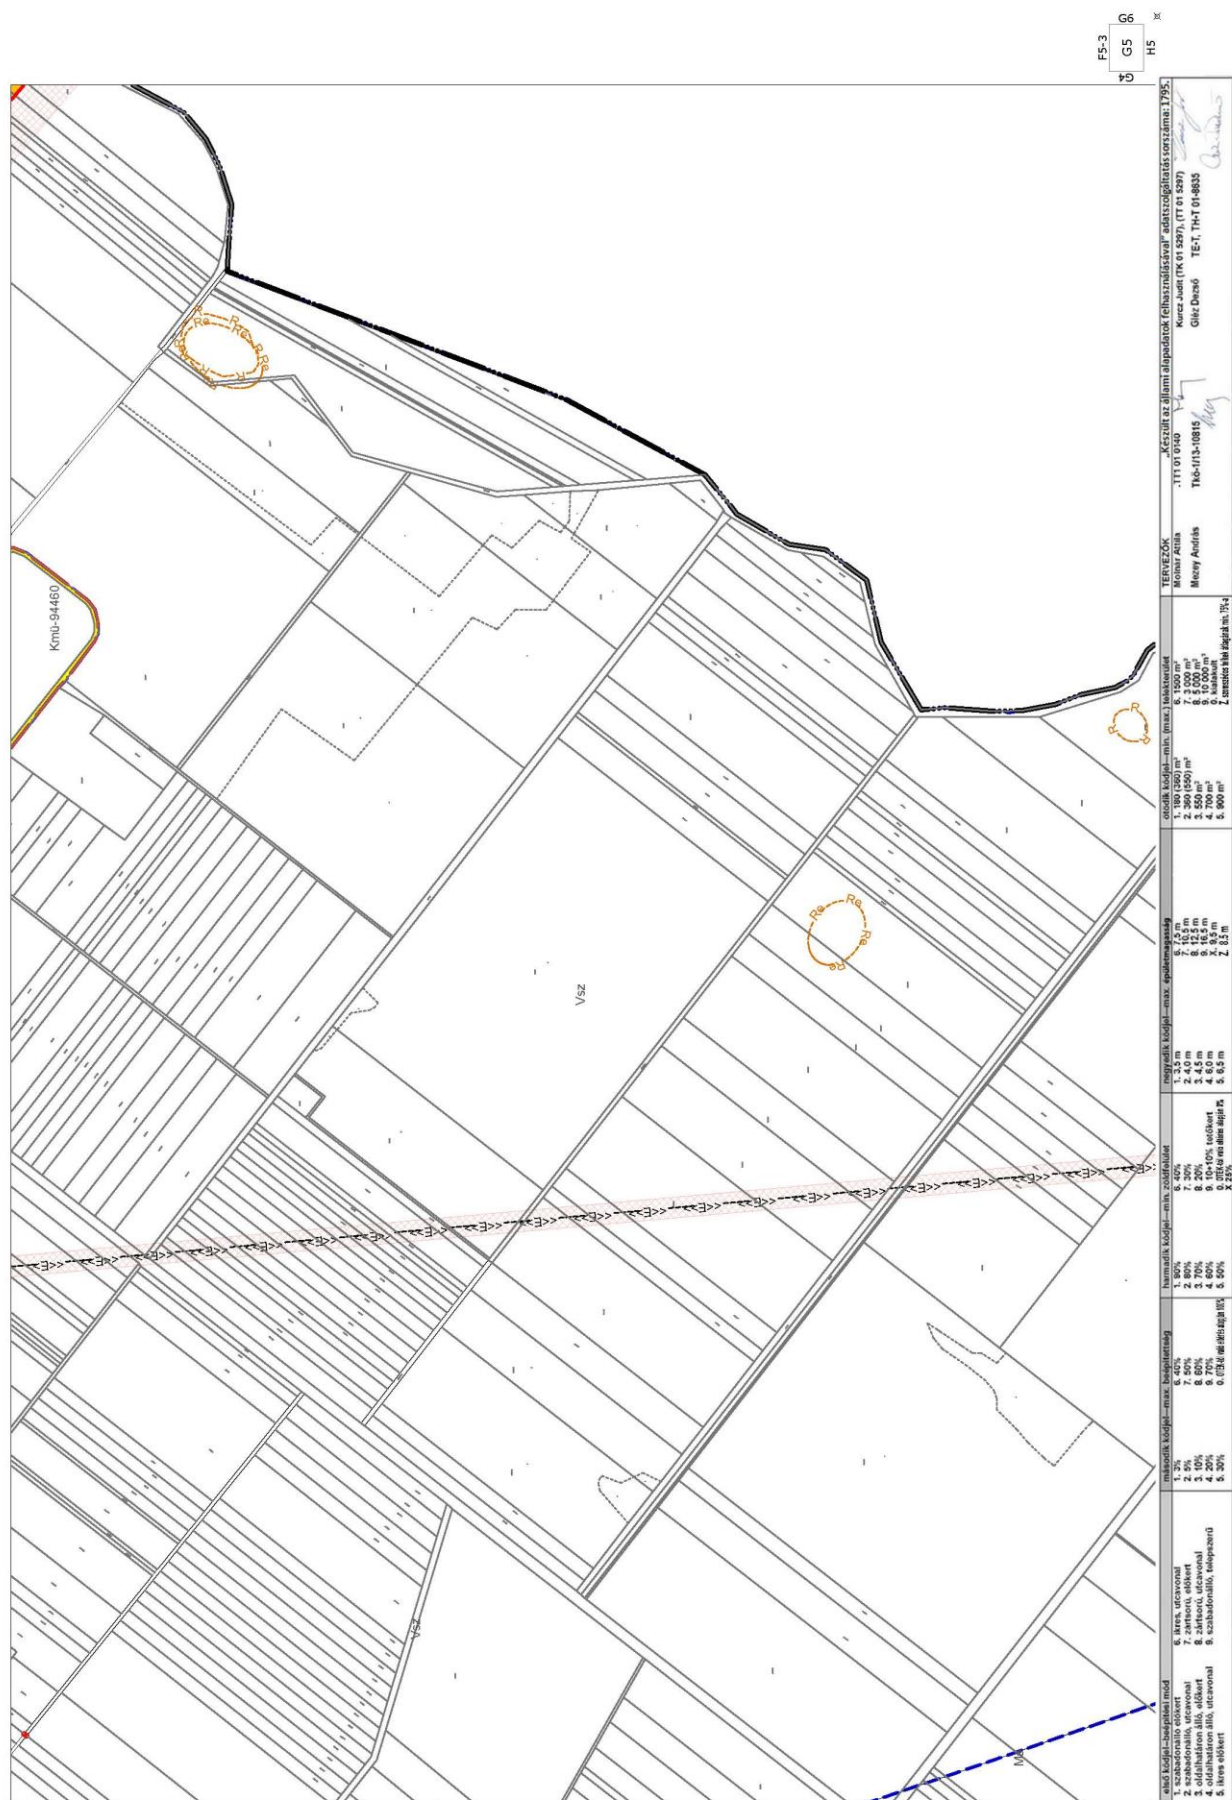 G6
F5-3
G5
H5
G4
Kmü-94460
Vsz
Vsz
Re
Re
R
R
Re
Re
Re
Re
R
R
első kódjel—beépítési mód
1. szabadonálló előkert
2. szabadonálló, utcavonal
3. oldalhatáron álló, előkert
4. oldalhatáron álló, utcavonal
5. ikres előkert
6. ikres, utcavonal
7. zártsorú, előkert
8. zártsorú, utcavonal
9. szabadonálló, telepszerű
második kódjel—max. beépítettség
1. 3%
2. 5%
3. 10%
4. 20%
5. 30%
6. 40%
7. 50%
8. 60%
9. 70%
harmadik kódjel—min. zöldfelület
1. 90%
2. 80%
3. 70%
4. 60%
5. 50%
6. 40%
7. 30%
8. 20%
9. 10+10% tetőkert
X 25%
negyedik kódjel—max. épületmagasság
1. 3,5 m
2. 4,0 m
3. 4,5 m
4. 6,0 m
5. 6,5 m
6. 7,5 m
7. 10,5 m
8. 12,5 m
9. 16,5 m
X. 9,5 m
Z. 8,5 m
ötödik kódjel—min. (max.) telekterület
1. 180 (360) m²
2. 360 (550) m²
3. 550 m²
4. 700 m²
5. 900 m²
6. 1500 m²
7. 3 000 m²
8. 5 000 m²
9. 10 000 m²
0. kialakult
TERVEZŐK
„Készült az állami alapadatok felhasználásával" adatszolgáltatás sorszáma: 1795.
Molnár Attila
TT1 01 0140
Kurcz Judit (TK 01 5297), (TT 01 5297)
Mezey András
Tkö-1/13-10815
Gléz Dezső
TE-T, TH-T 01-8635